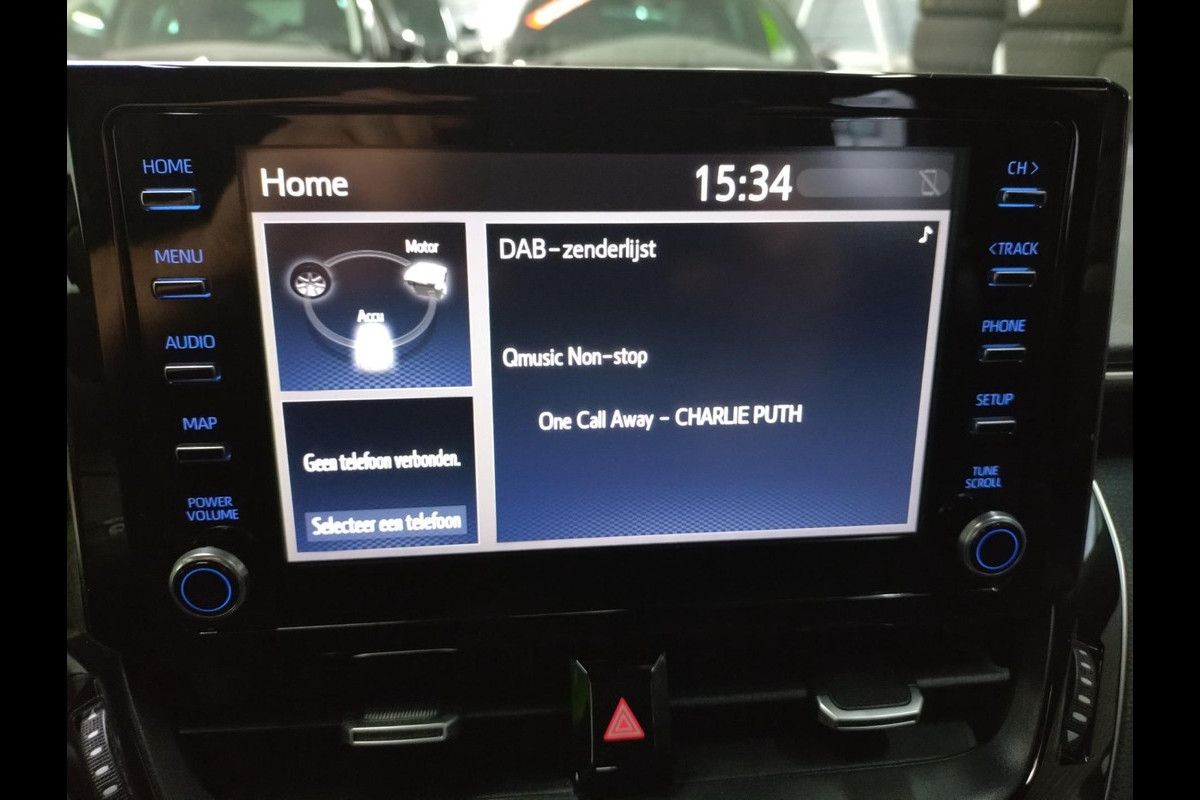 HOME
MENU
AUDIO
MAP
POWER
VOLUME
Home
15:34
Motor
Accu
Geen telefoon verbonden.
Selecteer een telefoon
DAB-zenderlijst
Qmusic Non-stop
One Call Away - CHARLIE PUTH
CH >
< TRACK
PHONE
SETUP
TUNE
SCROLL